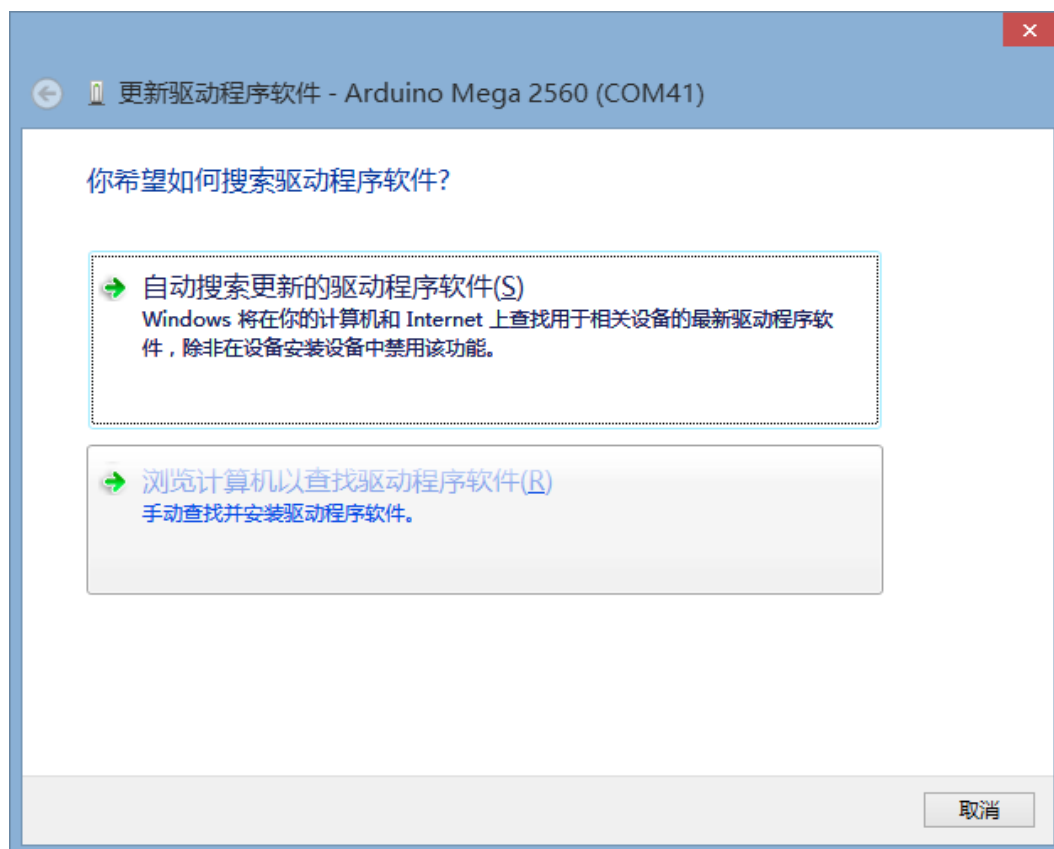 更新驱动程序软件 - Arduino Mega 2560 (COM41)
你希望如何搜索驱动程序软件?
自动搜索更新的驱动程序软件(S)
Windows 将在你的计算机和 Internet 上查找用于相关设备的最新驱动程序软
件，除非在设备安装设备中禁用该功能。
浏览计算机以查找驱动程序软件(R)
手动查找并安装驱动程序软件。
取消